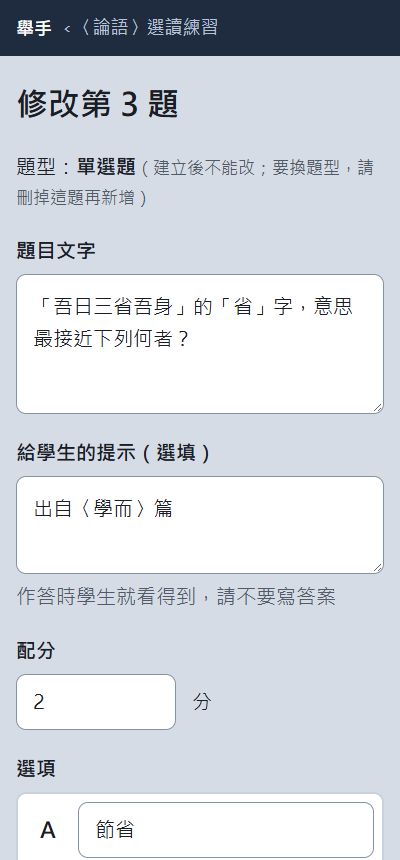 舉手 ‹ 〈論語〉選讀練習
修改第 3 題
題型：單選題（建立後不能改；要換題型，請
刪掉這題再新增）
題目文字
「吾日三省吾身」的「省」字，意思
最接近下列何者？
給學生的提示（選填）
出自〈學而〉篇
作答時學生就看得到，請不要寫答案
配分
2 分
選項
A 節省